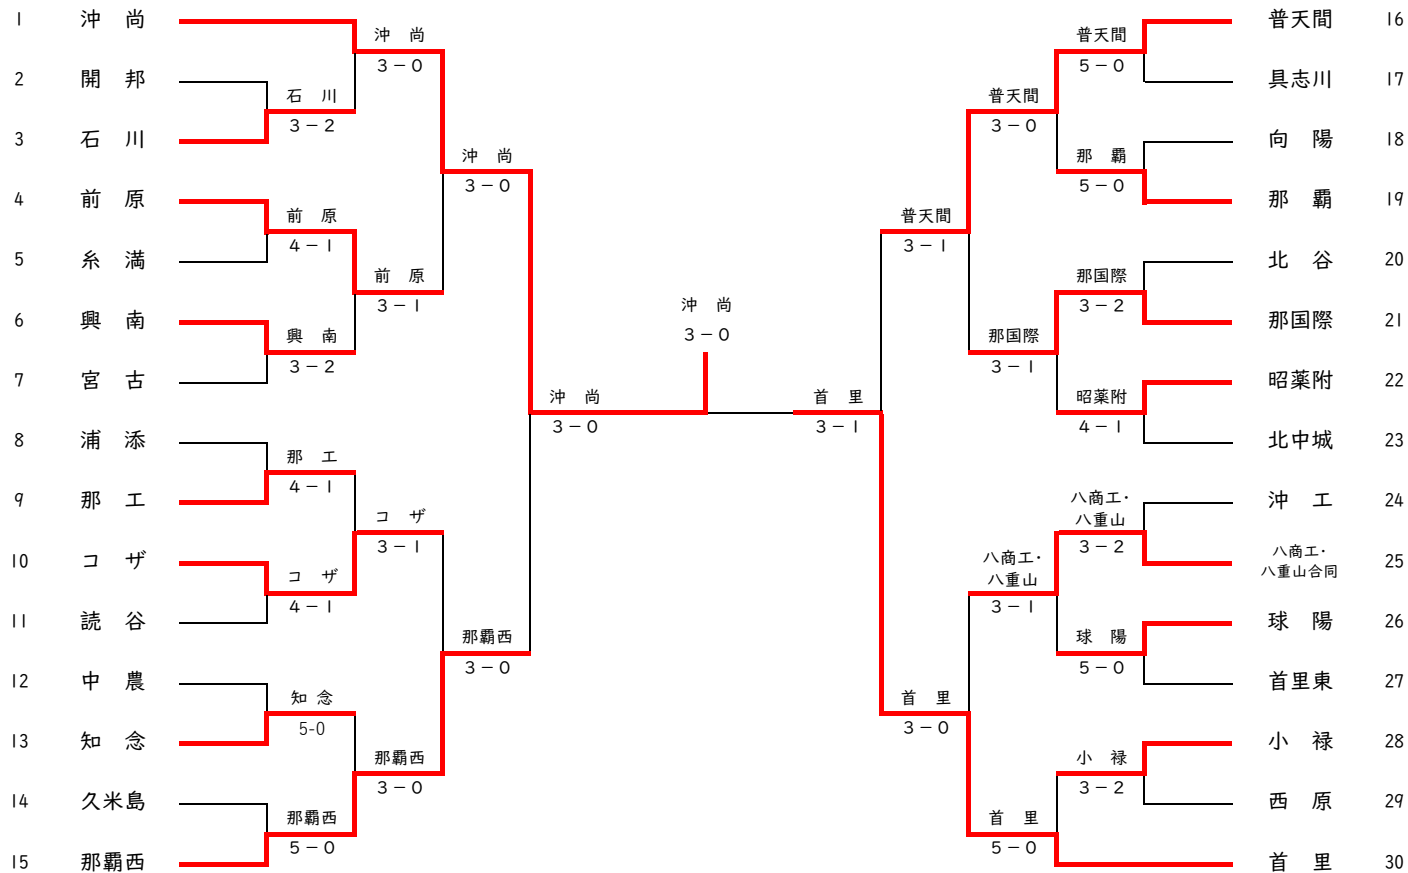 1 沖 尚
2 開 邦
3 石 川
4 前 原
5 糸 満
6 興 南
7 宮 古
8 浦 添
9 那 工
10 コ ザ
11 読 谷
12 中 農
13 知 念
14 久米島
15 那覇西
石 川
3-2
前 原
4-1
興 南
3-2
那 工
4-1
コ ザ
4-1
知 念
5-0
那覇西
5-0
沖 尚
3-0
前 原
3-1
コ ザ
3-1
那覇西
3-0
沖 尚
3-0
那覇西
3-0
沖 尚
3-0
沖 尚
3-0
首 里
3-1
普天間
3-1
首 里
3-0
普天間
3-0
那国際
3-1
八商工・
八重山
3-1
首 里
5-0
普天間
5-0
那 覇
5-0
那国際
3-2
昭薬附
4-1
八商工・
八重山
3-2
球 陽
5-0
小 禄
3-2
普天間 16
具志川 17
向 陽 18
那 覇 19
北 谷 20
那国際 21
昭薬附 22
北中城 23
沖 工 24
八商工・
八重山合同 25
球 陽 26
首里東 27
小 禄 28
西 原 29
首 里 30